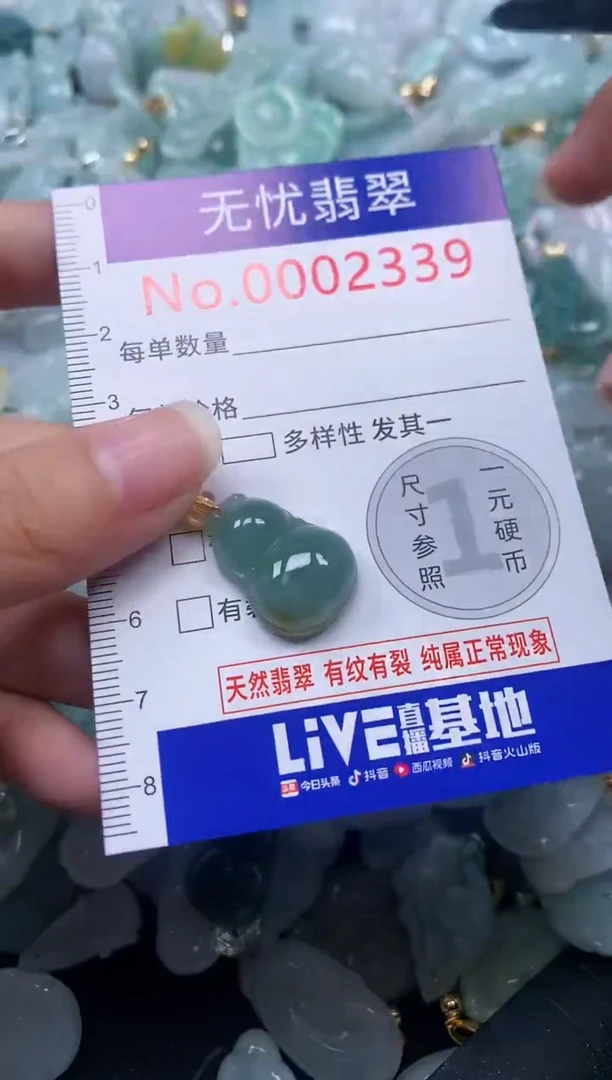 0
无忧翡翠
No.0002339
1
2
每单数量
3
格
多样性 发其一
尺寸参照
1
一元硬币
6
有
天然翡翠 有纹有裂 纯属正常现象
7
LiVE直播基地
今日头条 抖音 西瓜视频 抖音火山版
8